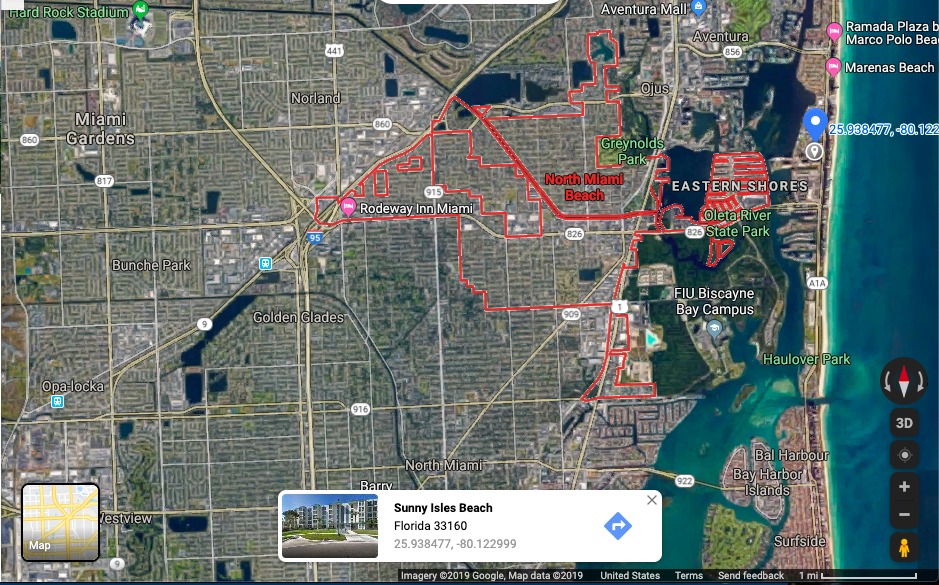 Hard Rock Stadium
Aventura Mall
Aventura
856
Ramada Plaza b
Marco Polo Beac
Marenas Beach
441
Norland
Ojus
Miami
Gardens
860
860
25.938477, -80.122
Greynolds
Park
817
915
North Miami
Beach
EASTERN SHORES
Rodeway Inn Miami
Oleta River
State Park
826
826
95
Bunche Park
A1A
FIU Biscayne
Bay Campus
1
909
9
Golden Glades
Haulover Park
Opa-locka
916
3D
North Miami
Bal Harbour
Bay Harbor
Islands
922
Barry
Westview
Map
Sunny Isles Beach
Florida 33160
25.938477, -80.122999
Surfside
9
Imagery ©2019 Google, Map data ©2019 United States Terms Send feedback 1 mi